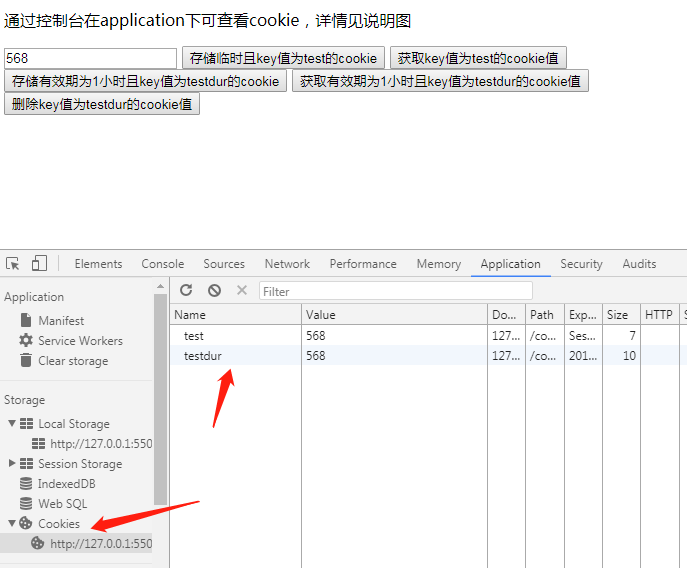 通过控制台在application下可查看cookie，详情见说明图
568 存储临时且key值为test的cookie 获取key值为test的cookie值
存储有效期为1小时且key值为testdur的cookie 获取有效期为1小时且key值为testdur的cookie值
删除key值为testdur的cookie值
Elements Console Sources Network Performance Memory Application Security Audits
Application
Manifest
Service Workers
Clear storage
Storage
Local Storage
http://127.0.0.1:550
Session Storage
IndexedDB
Web SQL
Cookies
http://127.0.0.1:550
Filter
Name Value Do... Path Exp... Size HTTP S
test 568 127... /co... Ses... 7
testdur 568 127... /co... 201... 10